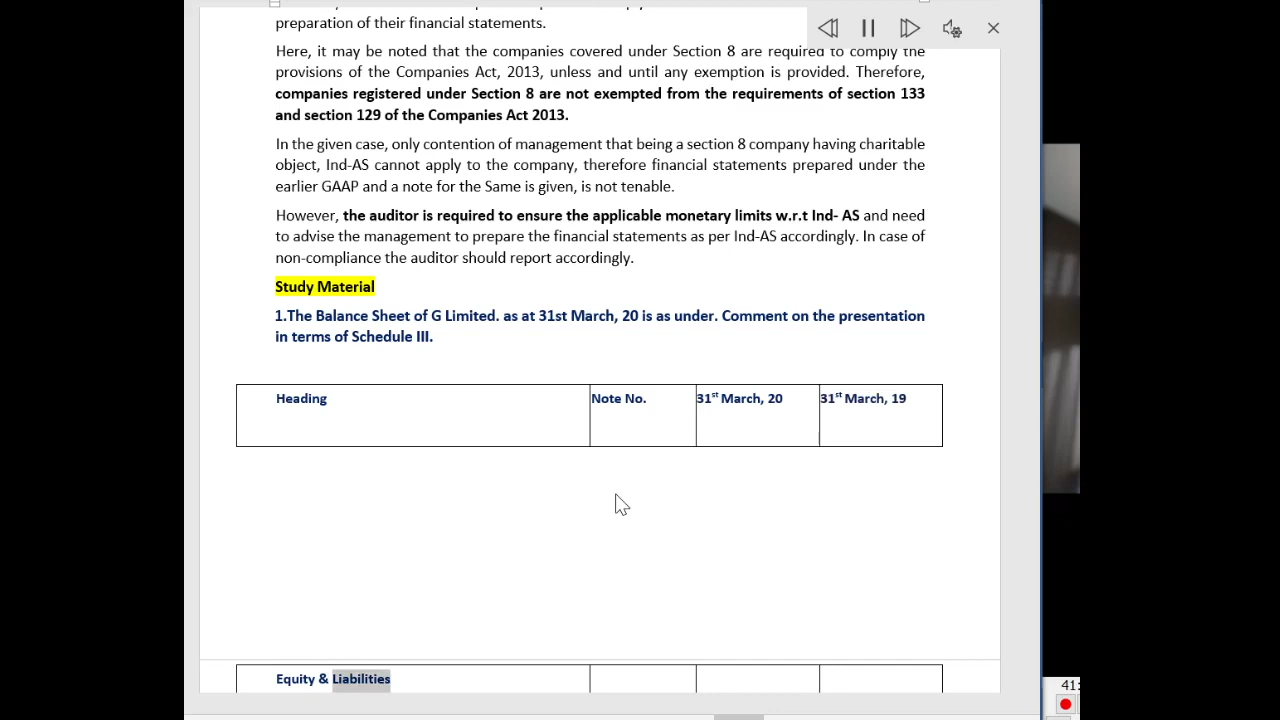 preparation of their financial statements.
Here, it may be noted that the companies covered under Section 8 are required to comply the
provisions of the Companies Act, 2013, unless and until any exemption is provided. Therefore,
companies registered under Section 8 are not exempted from the requirements of section 133
and section 129 of the Companies Act 2013.
In the given case, only contention of management that being a section 8 company having charitable
object, Ind-AS cannot apply to the company, therefore financial statements prepared under the
earlier GAAP and a note for the Same is given, is not tenable.
However, the auditor is required to ensure the applicable monetary limits w.r.t Ind- AS and need
to advise the management to prepare the financial statements as per Ind-AS accordingly. In case of
non-compliance the auditor should report accordingly.
Study Material
1.The Balance Sheet of G Limited. as at 31st March, 20 is as under. Comment on the presentation
in terms of Schedule III.
Heading Note No. 31st March, 20 31st March, 19
Equity & Liabilities
41